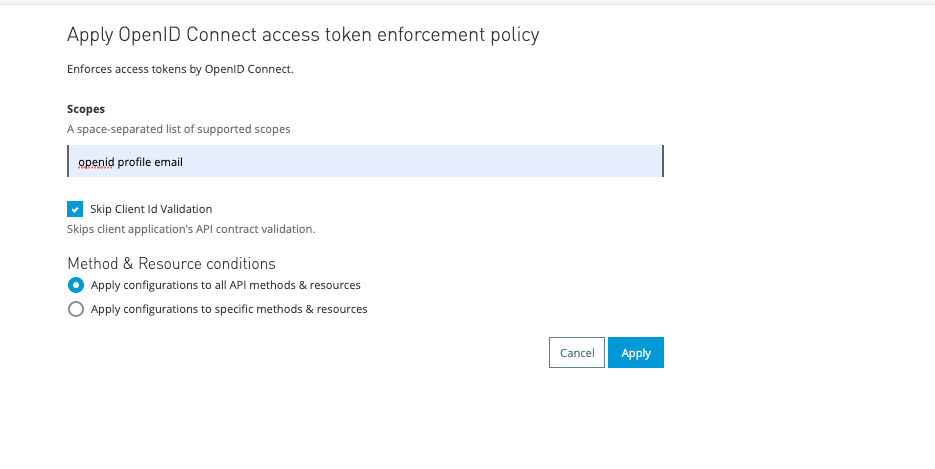 Apply OpenID Connect access token enforcement policy
Enforces access tokens by OpenID Connect.
Scopes
A space-separated list of supported scopes
openid profile email
Skip Client Id Validation
Skips client application's API contract validation.
Method & Resource conditions
Apply configurations to all API methods & resources
Apply configurations to specific methods & resources
Cancel Apply